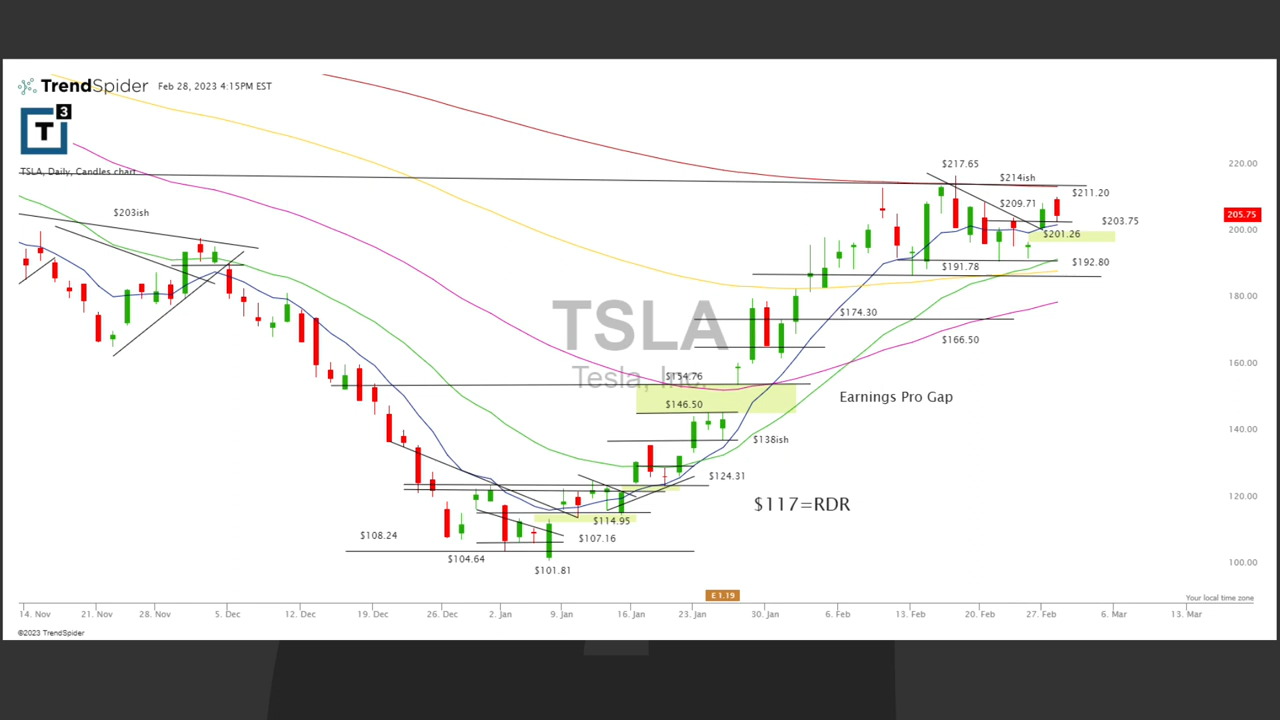 TrendSpider Feb 28, 2023 4:15PM EST
T3
TSLA, Daily, Candles chart
$203ish
TSLA
Tesla, Inc.
$217.65
$214ish
$211.20
$209.71
$203.75
$201.26
$192.80
$191.78
$174.30
$166.50
$154.76
$146.50
Earnings Pro Gap
$138ish
$124.31
$117=RDR
$114.95
$108.24
$107.16
$104.64
$101.81
220.00
205.75
200.00
180.00
160.00
140.00
120.00
100.00
E 1.19
Your local time zone
14. Nov 21. Nov 28. Nov 5. Dec 12. Dec 19. Dec 26. Dec 2. Jan 9. Jan 16. Jan 23. Jan 30. Jan 6. Feb 13. Feb 20. Feb 27. Feb 6. Mar 13. Mar
©2023 TrendSpider